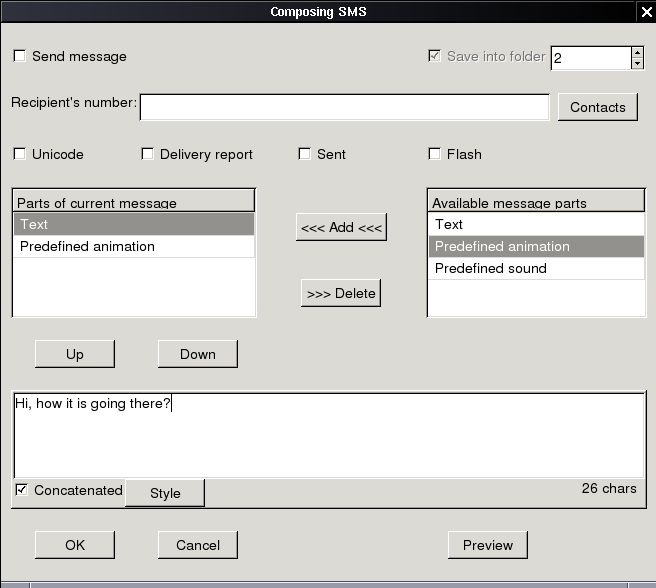 Composing SMS
Send message
Save into folder 2
Recipient's number: Contacts
Unicode Delivery report Sent Flash
Parts of current message
Text
Predefined animation
<<< Add <<<
>>> Delete
Available message parts
Text
Predefined animation
Predefined sound
Up Down
Hi, how it is going there?
Concatenated Style 26 chars
OK Cancel Preview